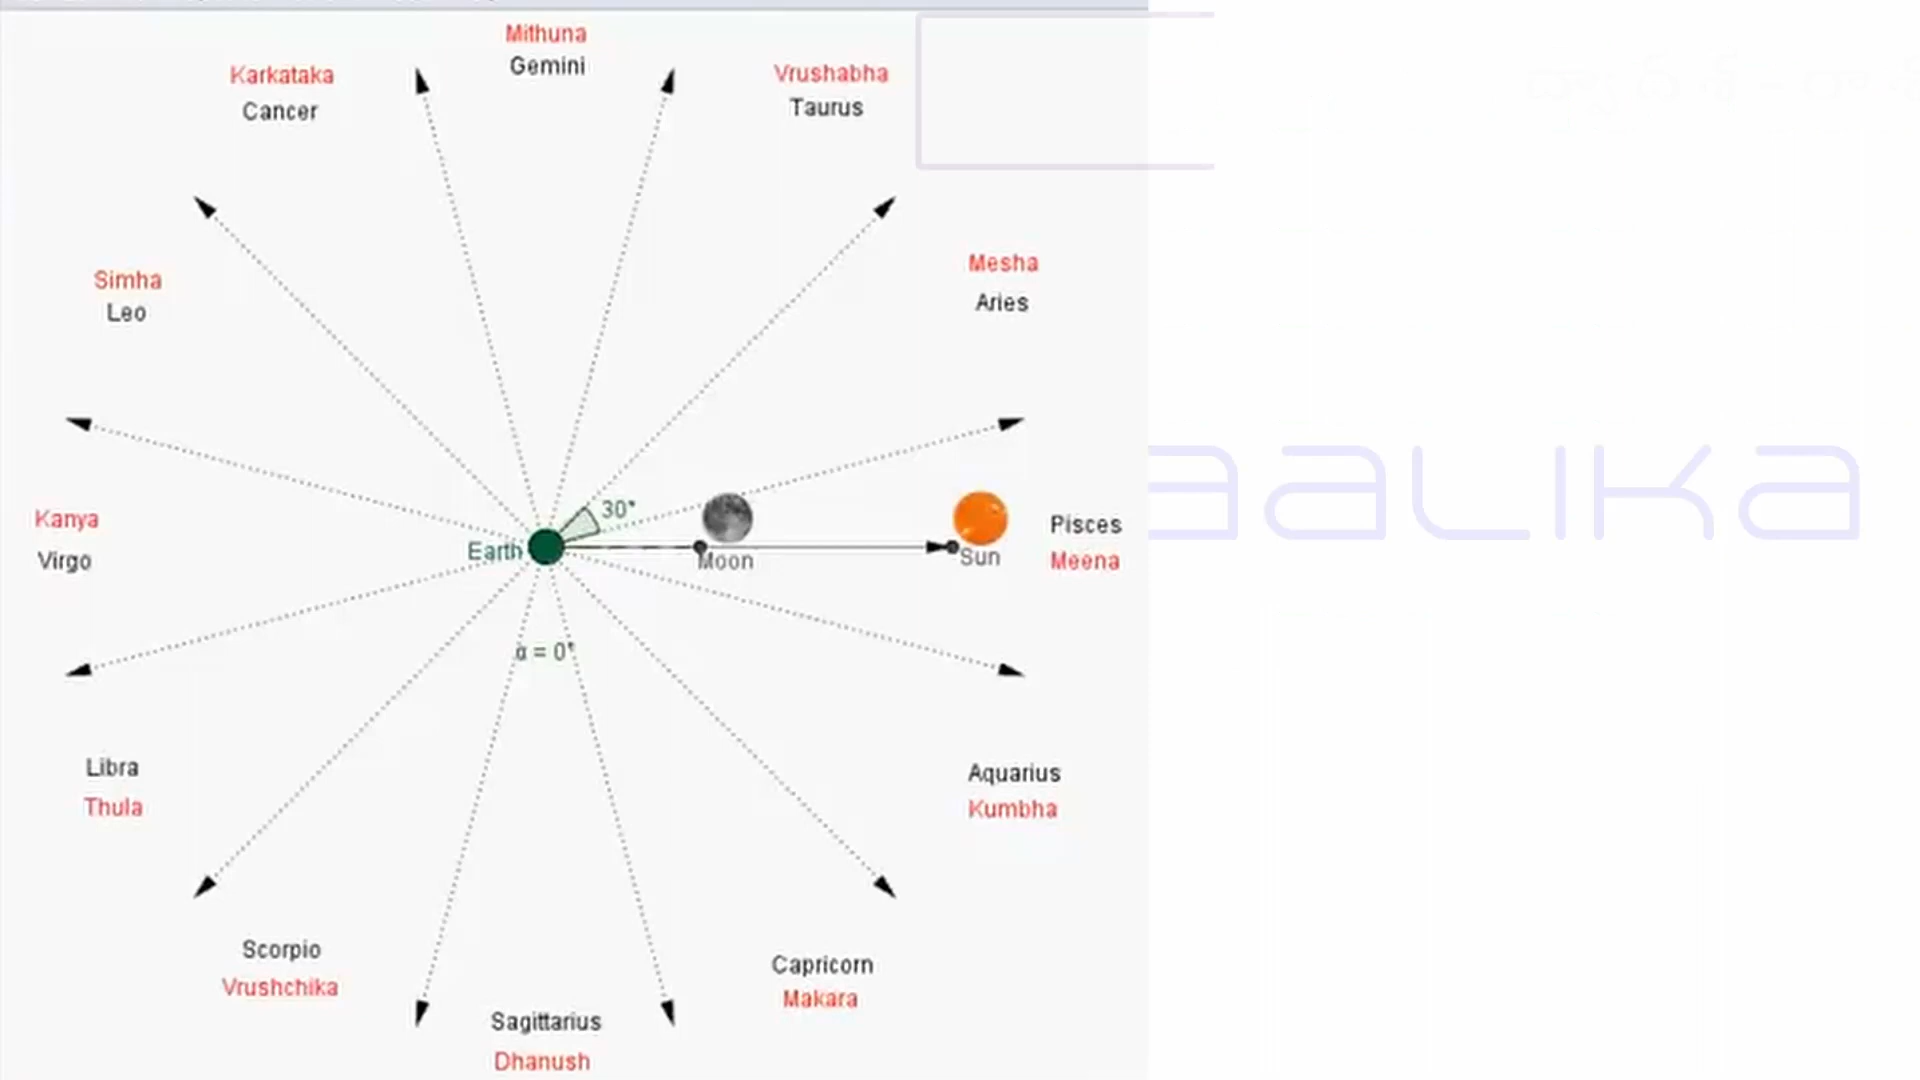 Mithuna
Gemini
Karkataka
Cancer
Vrushabha
Taurus
Simha
Leo
Mesha
Aries
30°
Kanya
Virgo
Earth
Moon
Sun
Pisces
Meena
α = 0°
Libra
Thula
Aquarius
Kumbha
Scorpio
Vrushchika
Capricorn
Makara
Sagittarius
Dhanush